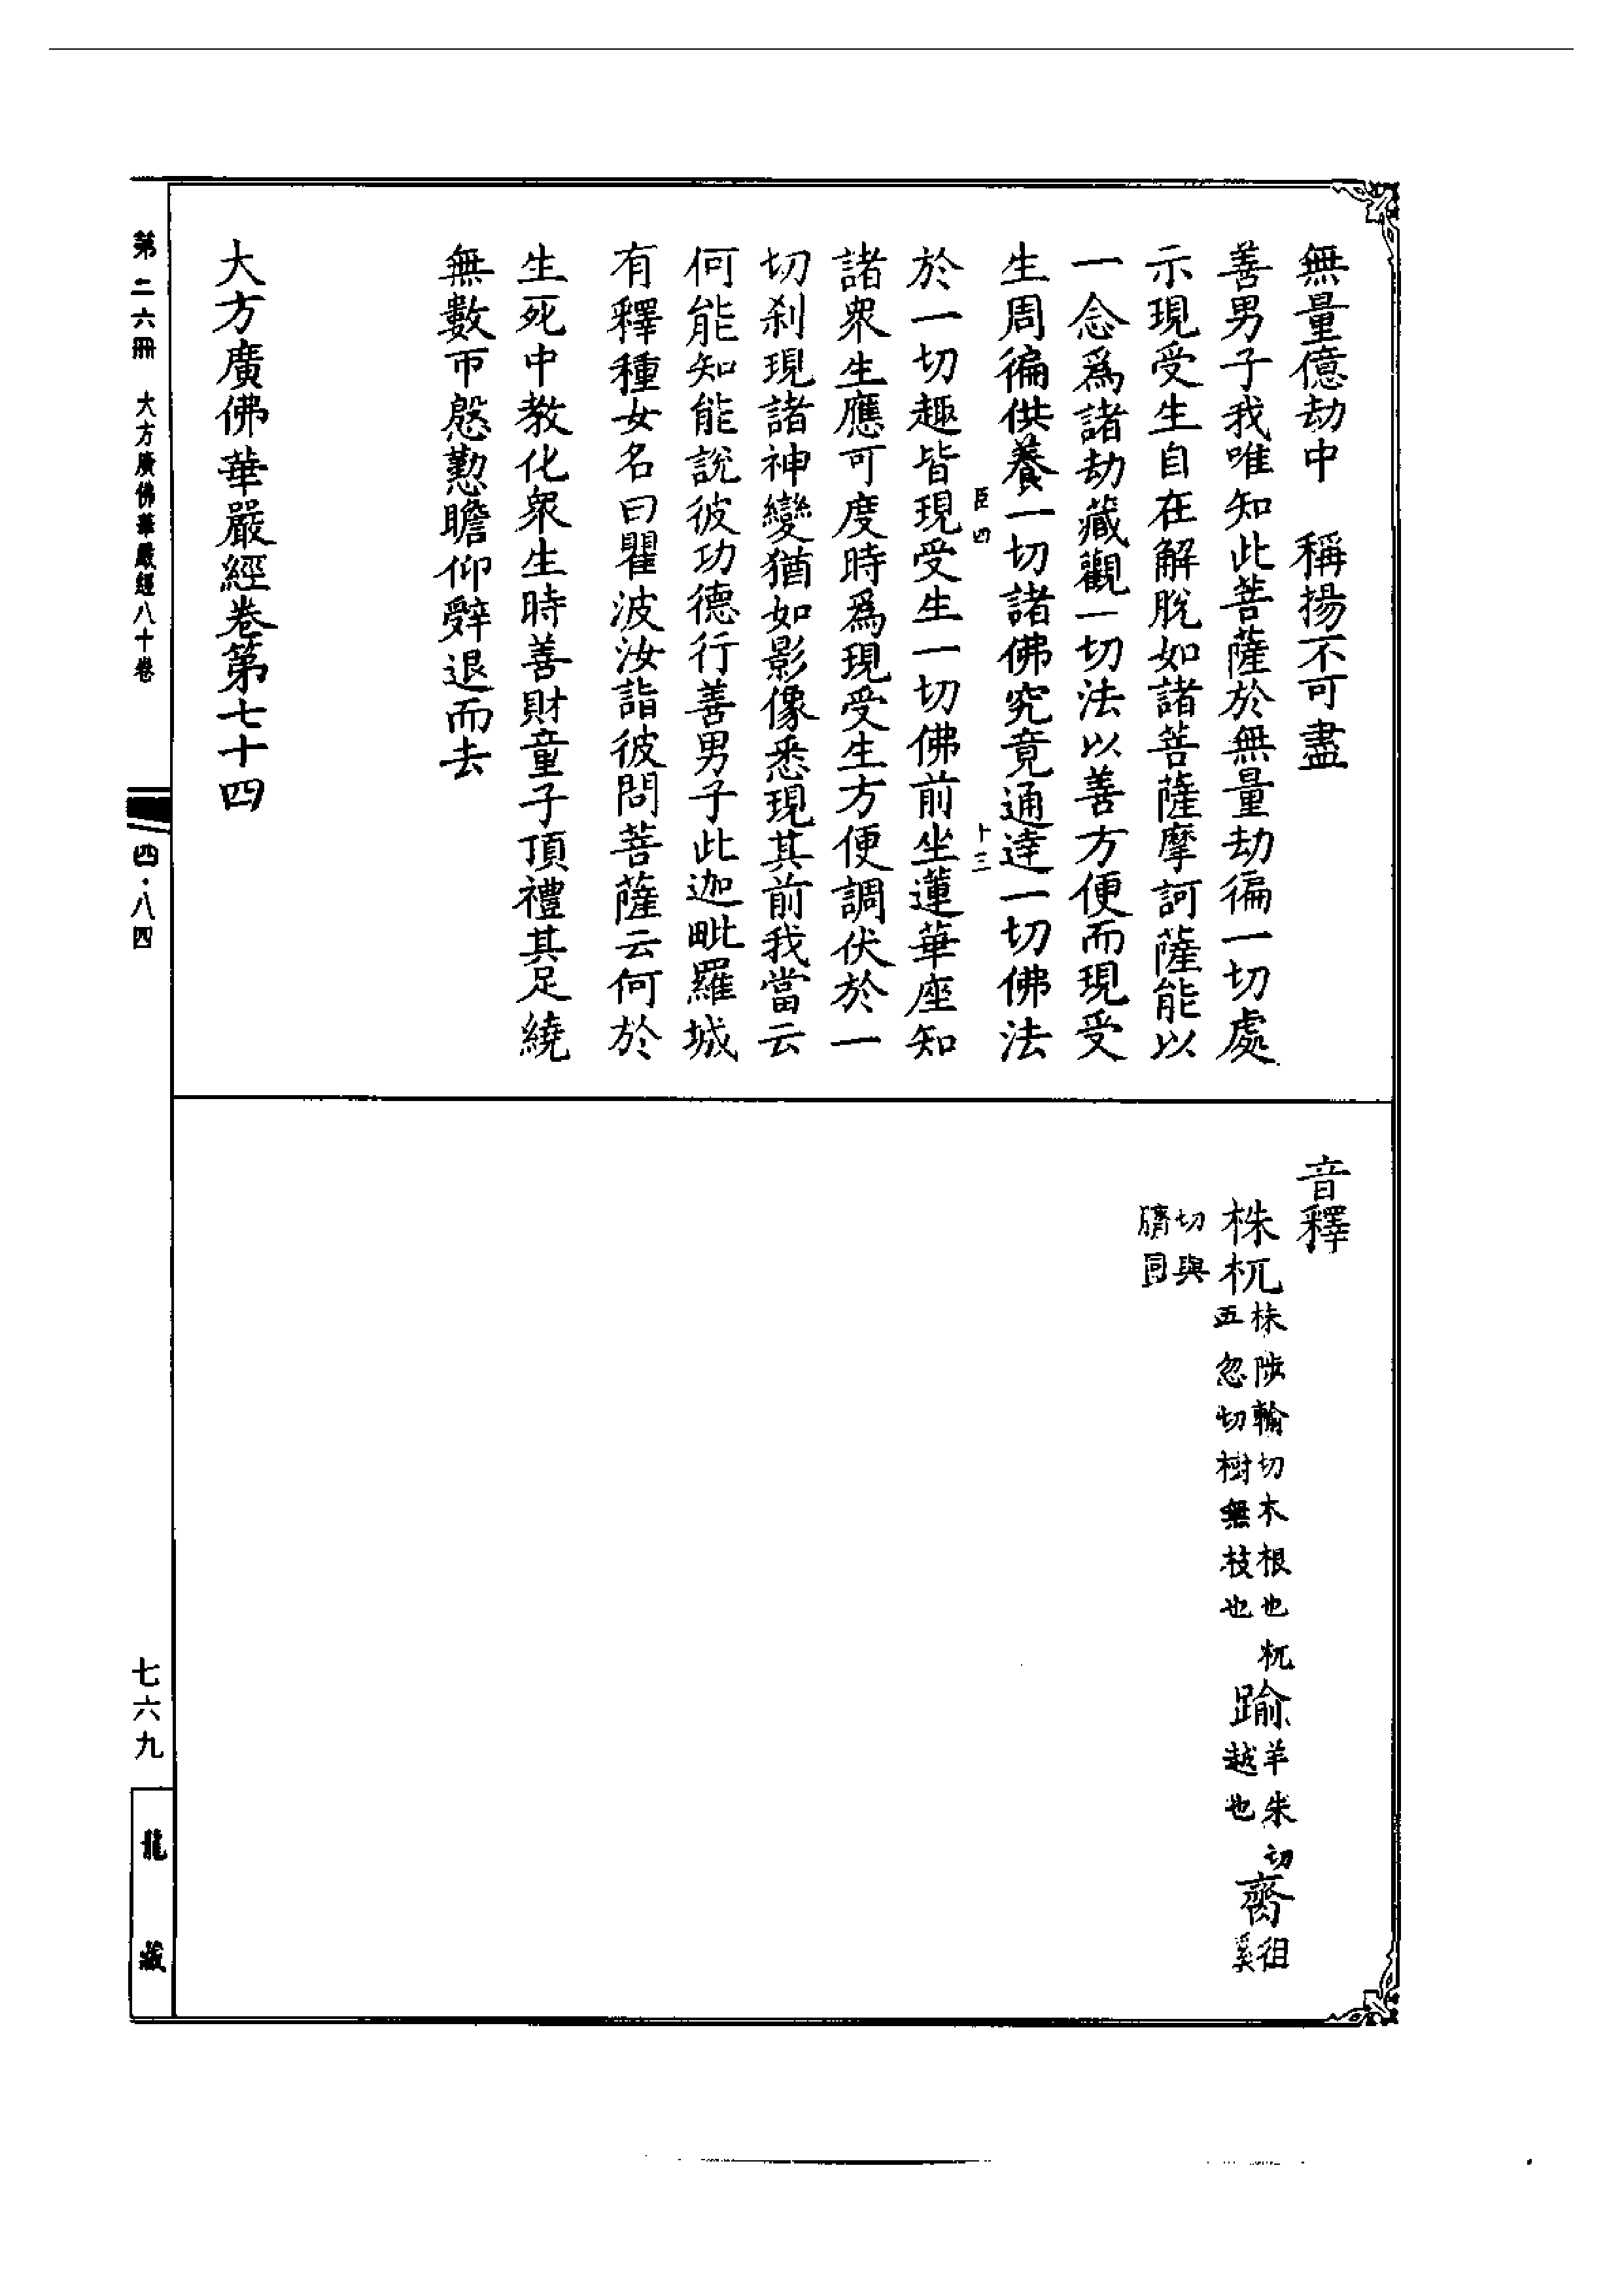 無量億劫中　稱揚不可盡
善男子我唯知此菩薩於無量劫徧一切處
示現受生自在解脫如諸菩薩摩訶薩能以
一念爲諸劫藏觀一切法以善方便而現受
生周徧供養一切諸佛究竟通達一切佛法
臣四　十三
於一切趣皆現受生一切佛前坐蓮華座知
諸衆生應可度時爲現受生方便調伏於一
切刹現諸神變猶如影像悉現其前我當云
何能知能說彼功德行善男子此迦毗羅城
有釋種女名曰瞿波汝詣彼問菩薩云何於
生死中教化衆生時善財童子頂禮其足繞
無數帀慇懃瞻仰辭退而去
大方廣佛華嚴經卷第七十四
音釋
株杌株陟輸切木根也杌五忽切樹無枝也踰羊朱切越也齎徂奚
切與臍同
第二六冊　大方廣佛華嚴經八十卷　四·八四　七六九　龍藏